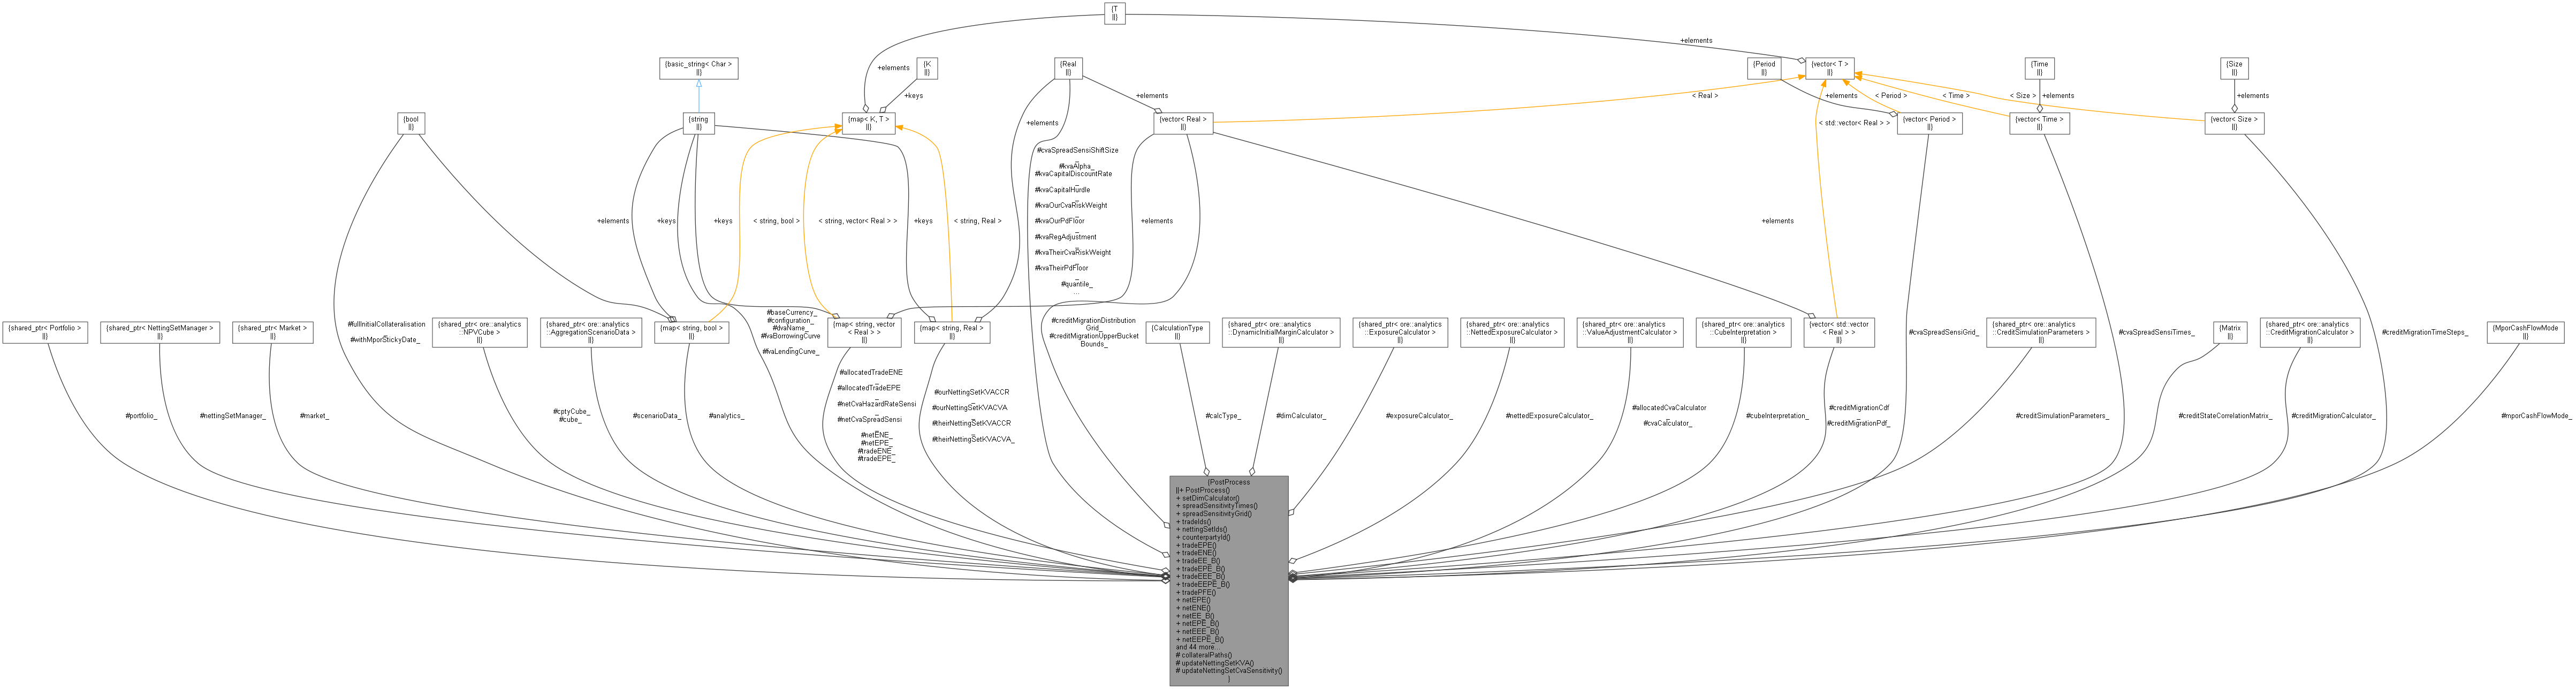 {T
||}
+elements
{basic_string< Char >
||}
{K
||}
{Real
||}
{Period
||}
{vector< T >
||}
{Time
||}
{Size
||}
+elements
+keys
+elements
+elements
< Real >
+elements
< Period >
< Time >
< Size >
+elements
+elements
{bool
||}
{string
||}
{map< K, T >
||}
{vector< Real >
||}
< std::vector< Real > >
{vector< Period >
||}
{vector< Time >
||}
{vector< Size >
||}
#cvaSpreadSensiShiftSize
_
#kvaAlpha_
#kvaCapitalDiscountRate
_
#kvaCapitalHurdle
_
#kvaOurCvaRiskWeight
_
#kvaOurPdFloor
_
#kvaRegAdjustment
_
#kvaTheirCvaRiskWeight
_
#kvaTheirPdFloor
_
#quantile_
...
+elements
+keys
+keys
< string, bool >
< string, vector< Real > >
+keys
< string, Real >
+elements
+elements
{shared_ptr< Portfolio >
||}
{shared_ptr< NettingSetManager >
||}
{shared_ptr< Market >
||}
#fullInitialCollateralisation
_
#withMporStickyDate_
{shared_ptr< ore::analytics
::NPVCube >
||}
{shared_ptr< ore::analytics
::AggregationScenarioData >
||}
{map< string, bool >
||}
#baseCurrency_
#configuration_
#dvaName_
#fvaBorrowingCurve
_
#fvaLendingCurve_
{map< string, vector
< Real > >
||}
{map< string, Real >
||}
#creditMigrationDistribution
Grid_
#creditMigrationUpperBucket
Bounds_
{CalculationType
||}
{shared_ptr< ore::analytics
::DynamicInitialMarginCalculator >
||}
{shared_ptr< ore::analytics
::ExposureCalculator >
||}
{shared_ptr< ore::analytics
::NettedExposureCalculator >
||}
{shared_ptr< ore::analytics
::ValueAdjustmentCalculator >
||}
{shared_ptr< ore::analytics
::CubeInterpretation >
||}
{vector< std::vector
< Real > >
||}
#cvaSpreadSensiGrid_
{shared_ptr< ore::analytics
::CreditSimulationParameters >
||}
#cvaSpreadSensiTimes_
{Matrix
||}
{shared_ptr< ore::analytics
::CreditMigrationCalculator >
||}
#creditMigrationTimeSteps_
{MporCashFlowMode
||}
#portfolio_
#nettingSetManager_
#market_
#cptyCube_
#cube_
#scenarioData_
#analytics_
#allocatedTradeENE
_
#allocatedTradeEPE
_
#netCvaHazardRateSensi
_
#netCvaSpreadSensi
_
#netENE_
#netEPE_
#tradeENE_
#tradeEPE_
#ourNettingSetKVACCR
_
#ourNettingSetKVACVA
_
#theirNettingSetKVACCR
_
#theirNettingSetKVACVA_
#calcType_
#dimCalculator_
#exposureCalculator_
#nettedExposureCalculator_
#allocatedCvaCalculator
_
#cvaCalculator_
#cubeInterpretation_
#creditMigrationCdf
_
#creditMigrationPdf_
#creditSimulationParameters_
#creditStateCorrelationMatrix_
#creditMigrationCalculator_
#mporCashFlowMode_
{PostProcess
||+ PostProcess()
+ setDimCalculator()
+ spreadSensitivityTimes()
+ spreadSensitivityGrid()
+ tradeIds()
+ nettingSetIds()
+ counterpartyId()
+ tradeEPE()
+ tradeENE()
+ tradeEE_B()
+ tradeEPE_B()
+ tradeEEE_B()
+ tradeEEPE_B()
+ tradePFE()
+ netEPE()
+ netENE()
+ netEE_B()
+ netEPE_B()
+ netEEE_B()
+ netEEPE_B()
and 44 more...
# collateralPaths()
# updateNettingSetKVA()
# updateNettingSetCvaSensitivity()
}